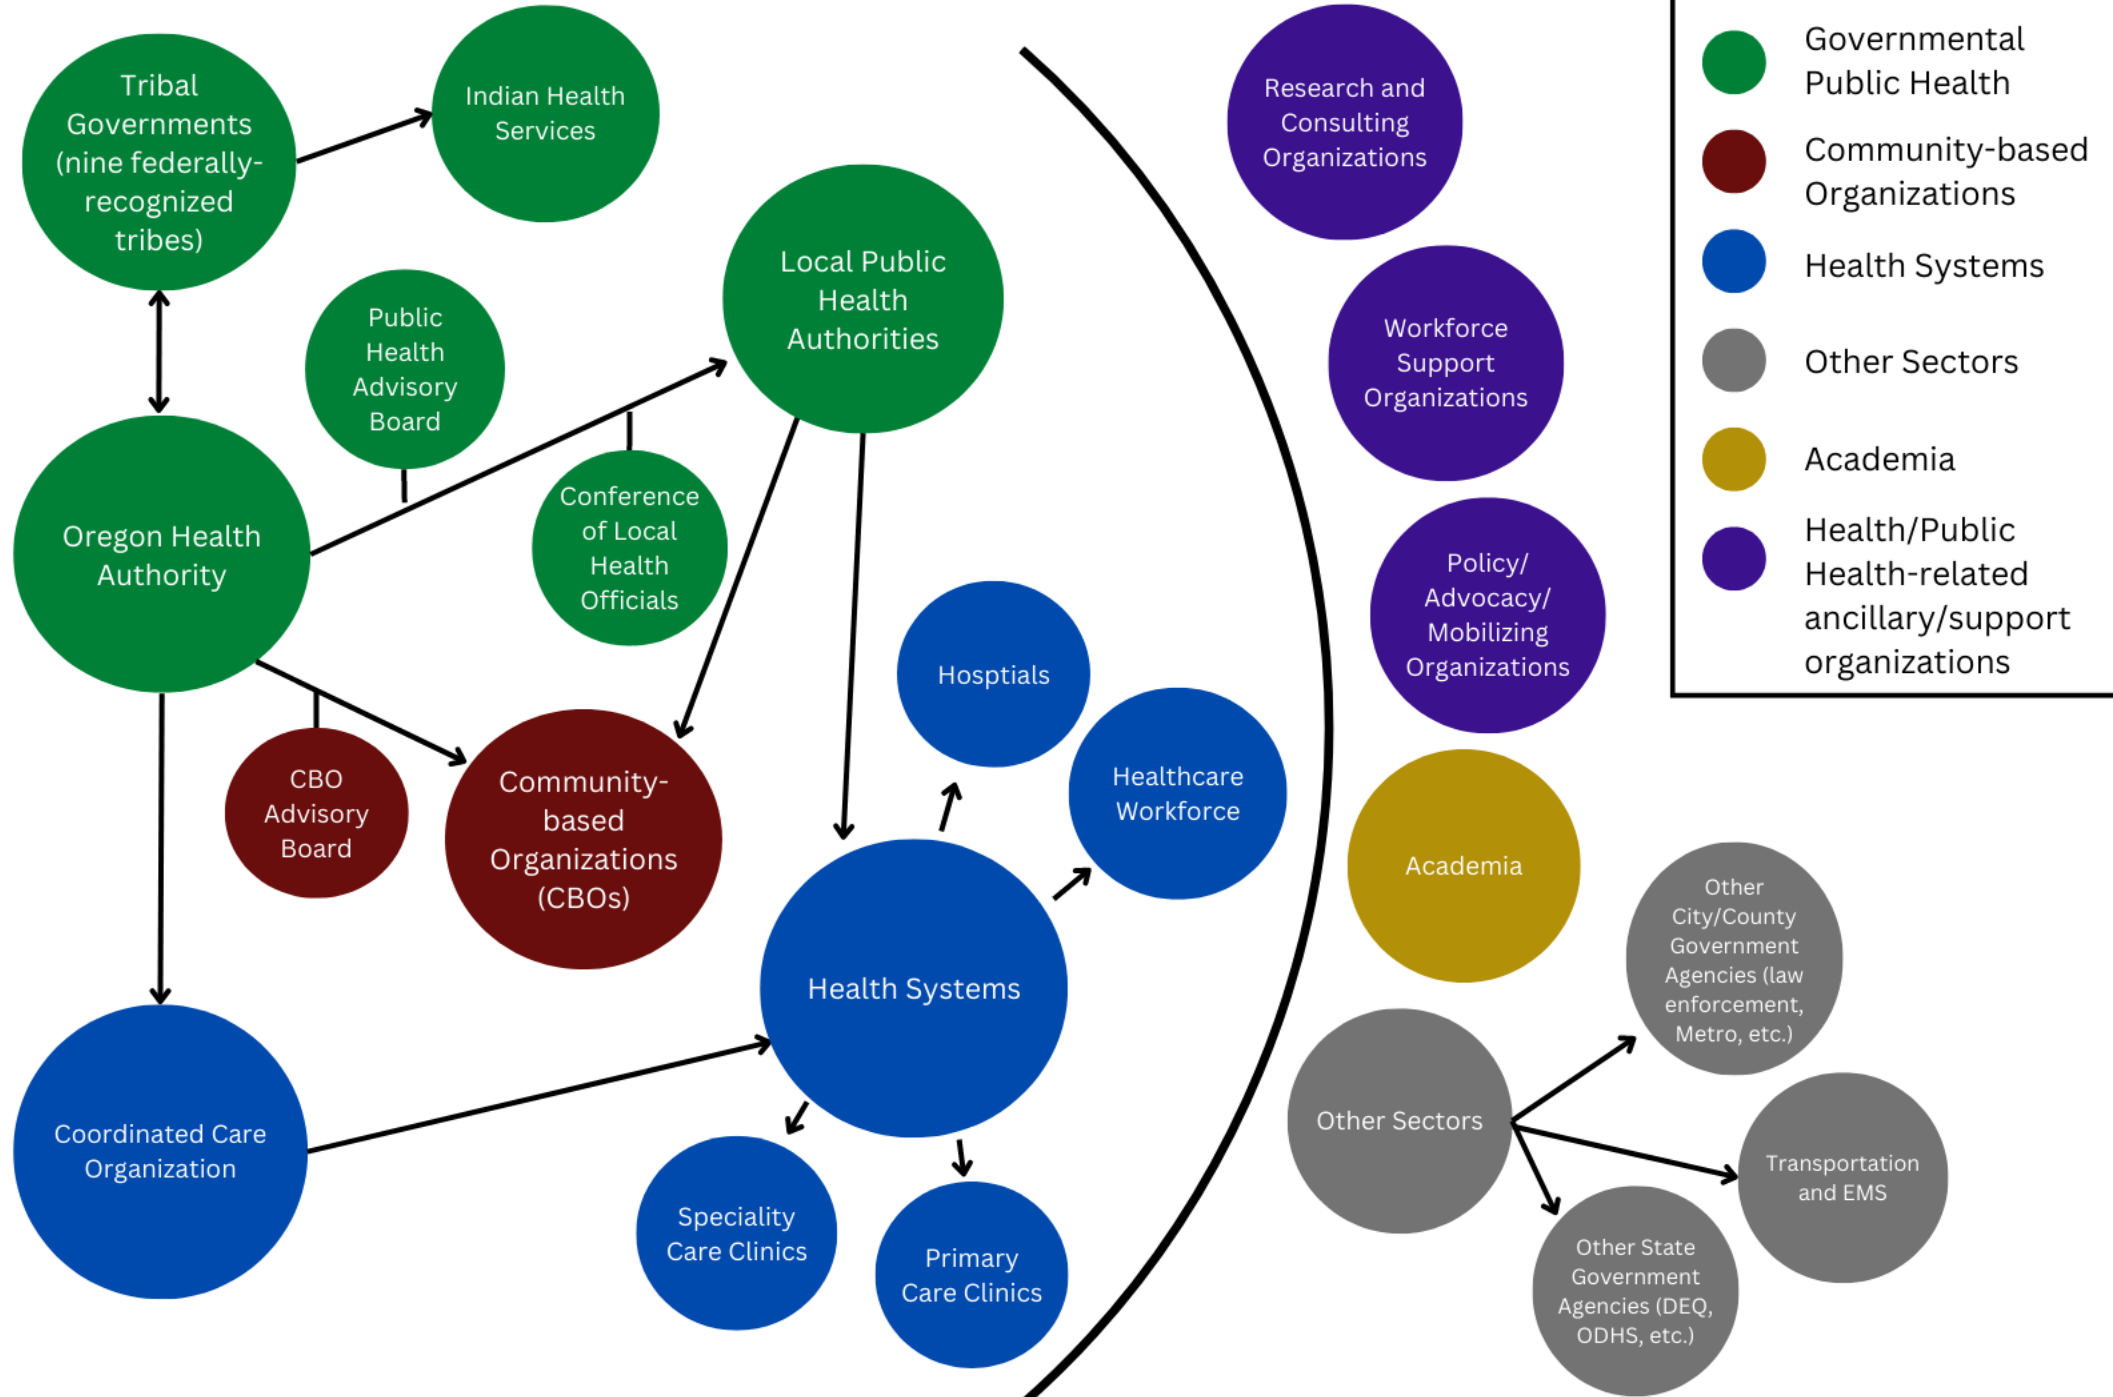 Tribal
Governments
(nine federally-
recognized
tribes)
Indian Health
Services
Public
Health
Advisory
Board
Local Public
Health
Authorities
Oregon Health
Authority
Conference
of Local
Health
Officials
CBO
Advisory
Board
Community-
based
Organizations
(CBOs)
Hosptials
Healthcare
Workforce
Health Systems
Coordinated Care
Organization
Speciality
Care Clinics
Primary
Care Clinics
Research and
Consulting
Organizations
Workforce
Support
Organizations
Policy/
Advocacy/
Mobilizing
Organizations
Academia
Other Sectors
Other
City/County
Government
Agencies (law
enforcement,
Metro, etc.)
Transportation
and EMS
Other State
Government
Agencies (DEQ,
ODHS, etc.)
Governmental
Public Health
Community-based
Organizations
Health Systems
Other Sectors
Academia
Health/Public
Health-related
ancillary/support
organizations